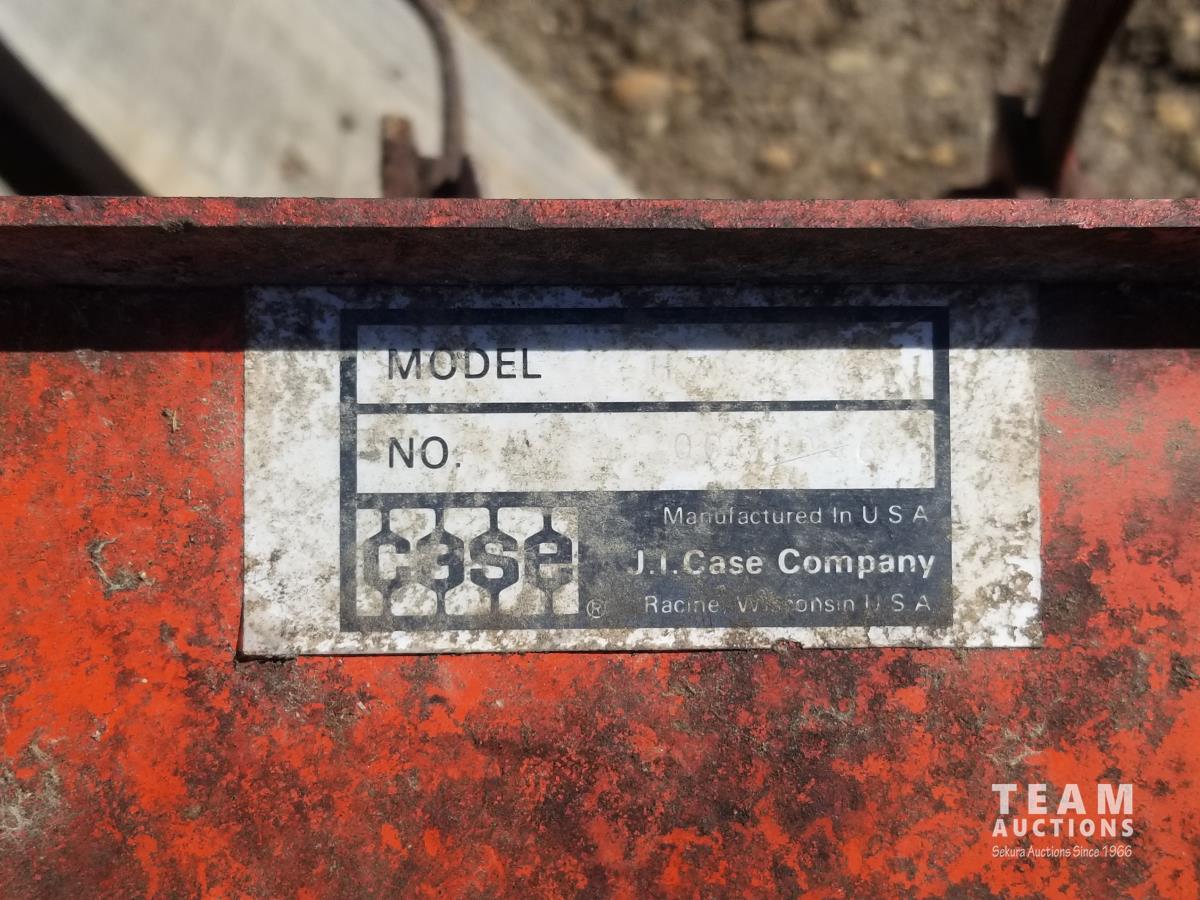 MODEL
NO.
case ®
Manufactured In U S A
J.I.Case Company
Racine, Wisconsin U S A
TEAM
AUCTIONS
Sekura Auctions Since 1966